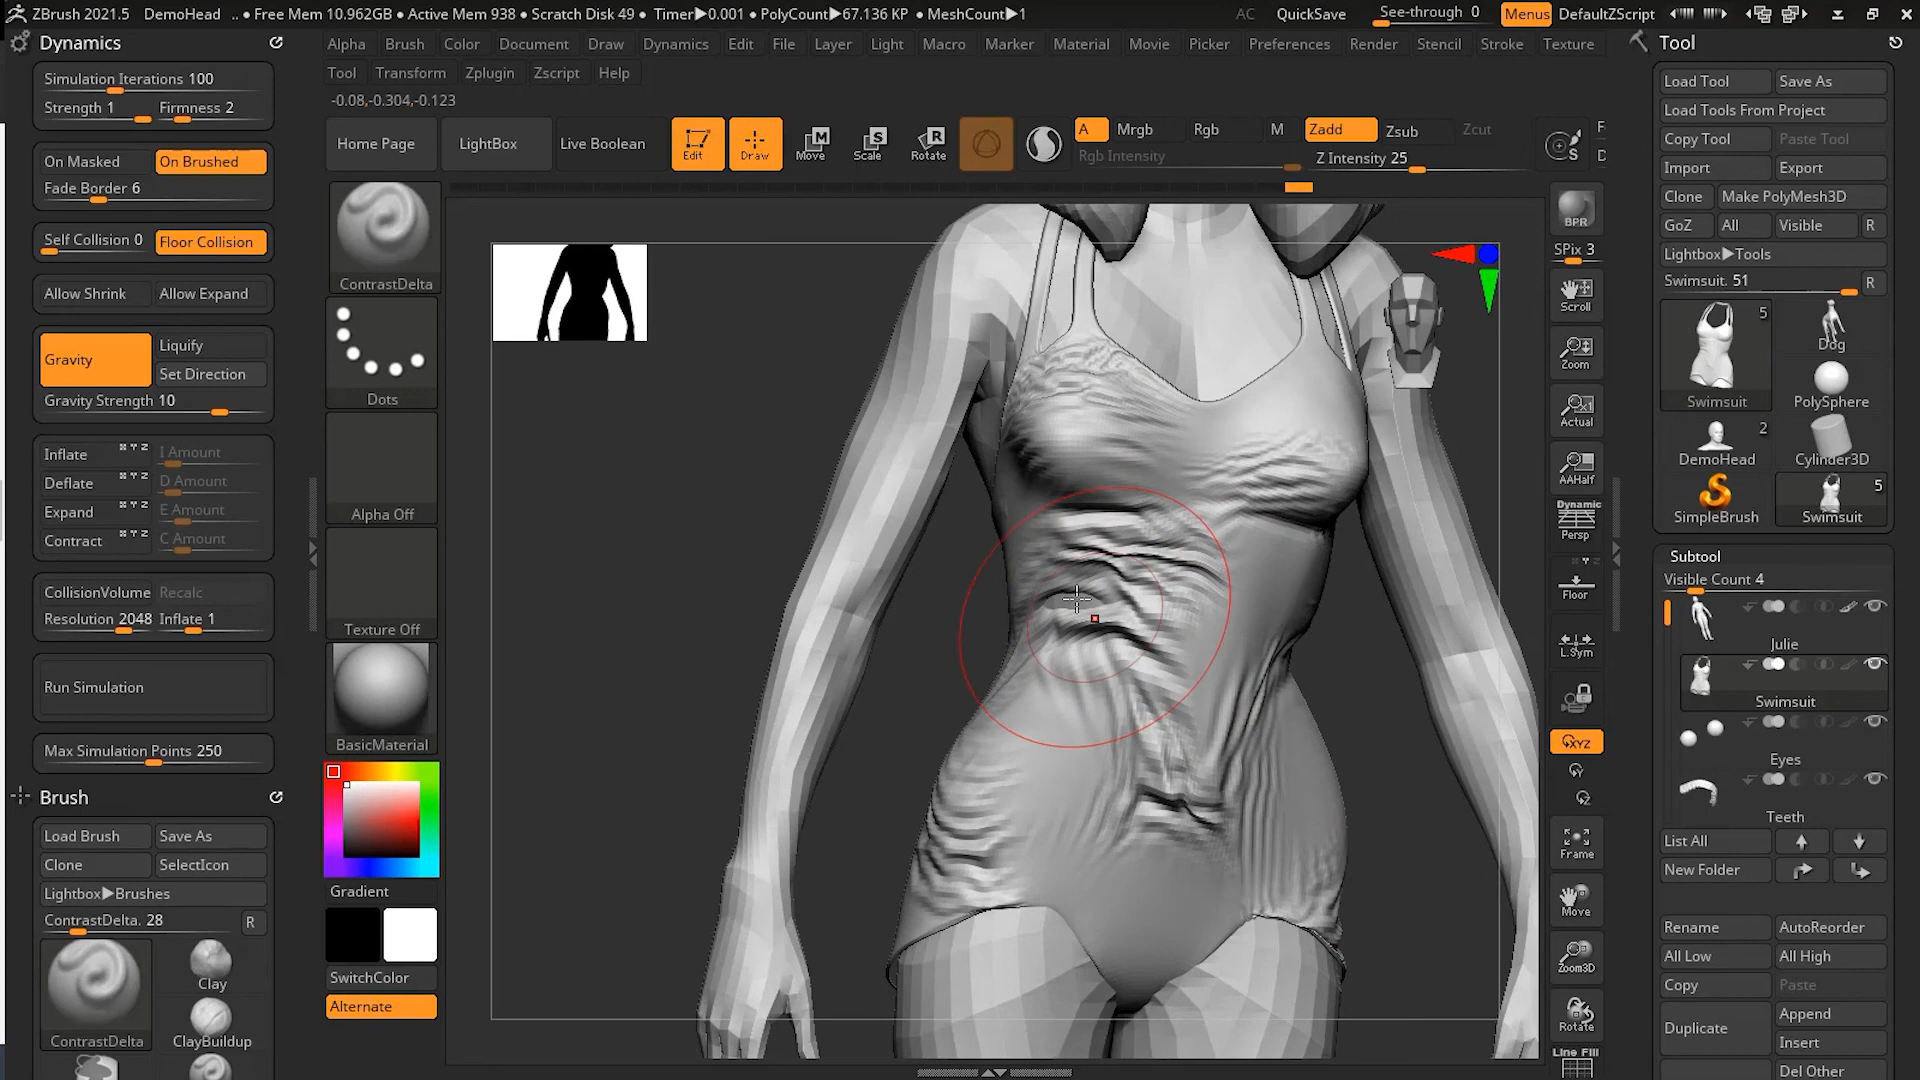 ZBrush 2021.5 DemoHead .. • Free Mem 10.962GB • Active Mem 938 • Scratch Disk 49 • Timer▶0.001 • PolyCount▶67.136 KP • MeshCount▶1 AC QuickSave See-through 0 Menus DefaultZScript
Dynamics
Simulation Iterations 100
Strength 1 Firmness 2
On Masked On Brushed
Fade Border 6
Self Collision 0 Floor Collision
Allow Shrink Allow Expand
Gravity Liquify
Set Direction
Gravity Strength 10
Inflate X Y Z I Amount
Deflate X Y Z D Amount
Expand X Y Z E Amount
Contract X Y Z C Amount
CollisionVolume Recalc
Resolution 2048 Inflate 1
Run Simulation
Max Simulation Points 250
Brush
Load Brush Save As
Clone SelectIcon
Lightbox▶Brushes
ContrastDelta. 28 R
Clay
ContrastDelta ClayBuildup
Alpha Brush Color Document Draw Dynamics Edit File Layer Light Macro Marker Material Movie Picker Preferences Render Stencil Stroke Texture
Tool Transform Zplugin Zscript Help
-0.08,-0.304,-0.123
Home Page LightBox Live Boolean Edit Draw Move Scale Rotate A Mrgb Rgb M Zadd Zsub Zcut
Rgb Intensity Z Intensity 25 S F D
ContrastDelta
Dots
Alpha Off
Texture Off
BasicMaterial
Gradient
SwitchColor
Alternate
BPR
SPix 3
Scroll
Zoom
Actual
AAHalf
Dynamic
Persp
Floor
L.Sym
XYZ
Frame
Move
Zoom3D
Rotate
Line Fill
Tool
Load Tool Save As
Load Tools From Project
Copy Tool Paste Tool
Import Export
Clone Make PolyMesh3D
GoZ All Visible R
Lightbox▶Tools
Swimsuit. 51 R
5
Dog
Swimsuit PolySphere
2
DemoHead Cylinder3D
5
SimpleBrush Swimsuit
Subtool
Visible Count 4
Julie
Swimsuit
Eyes
Teeth
List All
New Folder
Rename AutoReorder
All Low All High
Copy Paste
Duplicate Append
Insert
Del Other